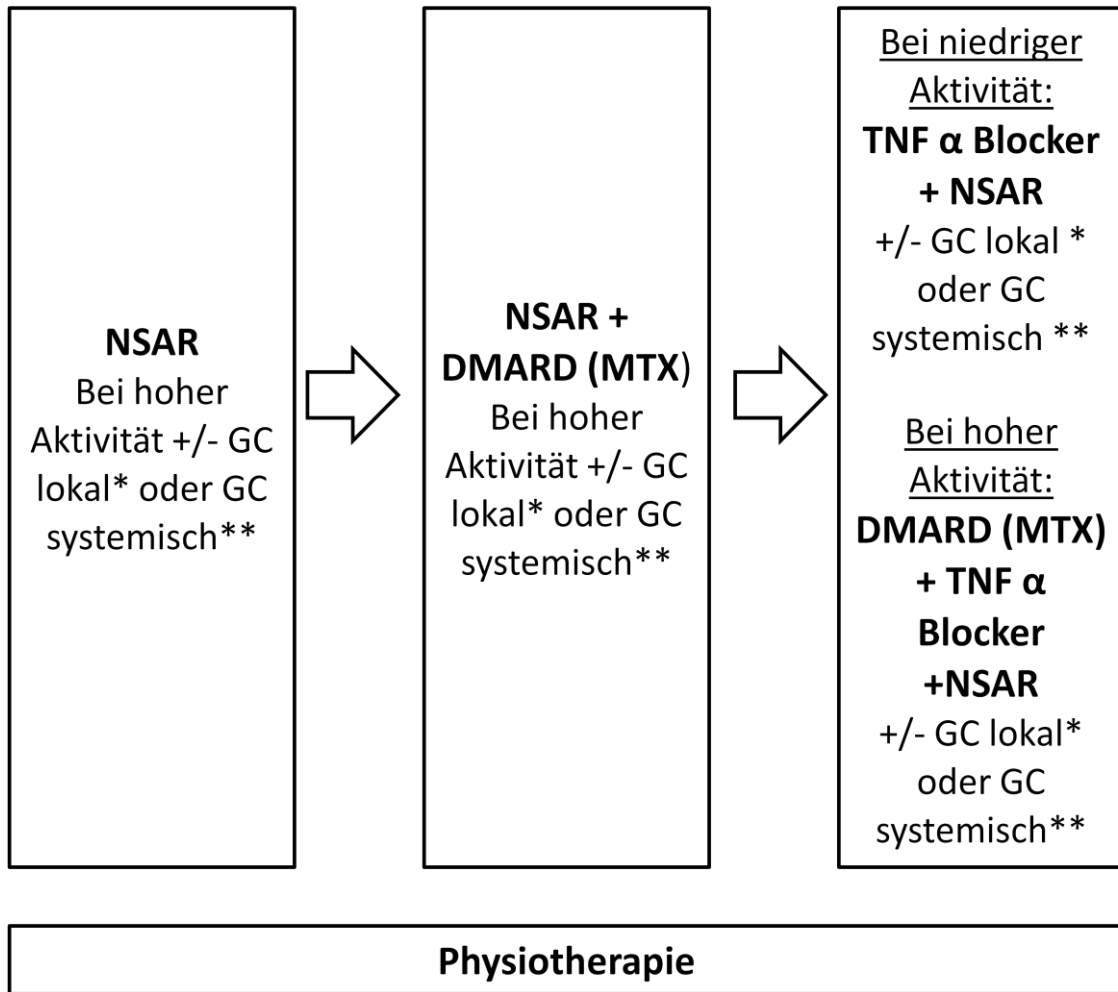 NSAR
Bei hoher
Aktivität +/- GC
lokal* oder GC
systemisch**
NSAR +
DMARD (MTX)
Bei hoher
Aktivität +/- GC
lokal* oder GC
systemisch**
Bei niedriger
Aktivität:
TNF α Blocker
+ NSAR
+/- GC lokal *
oder GC
systemisch **
Bei hoher
Aktivität:
DMARD (MTX)
+ TNF α
Blocker
+NSAR
+/- GC lokal*
oder GC
systemisch**
Physiotherapie